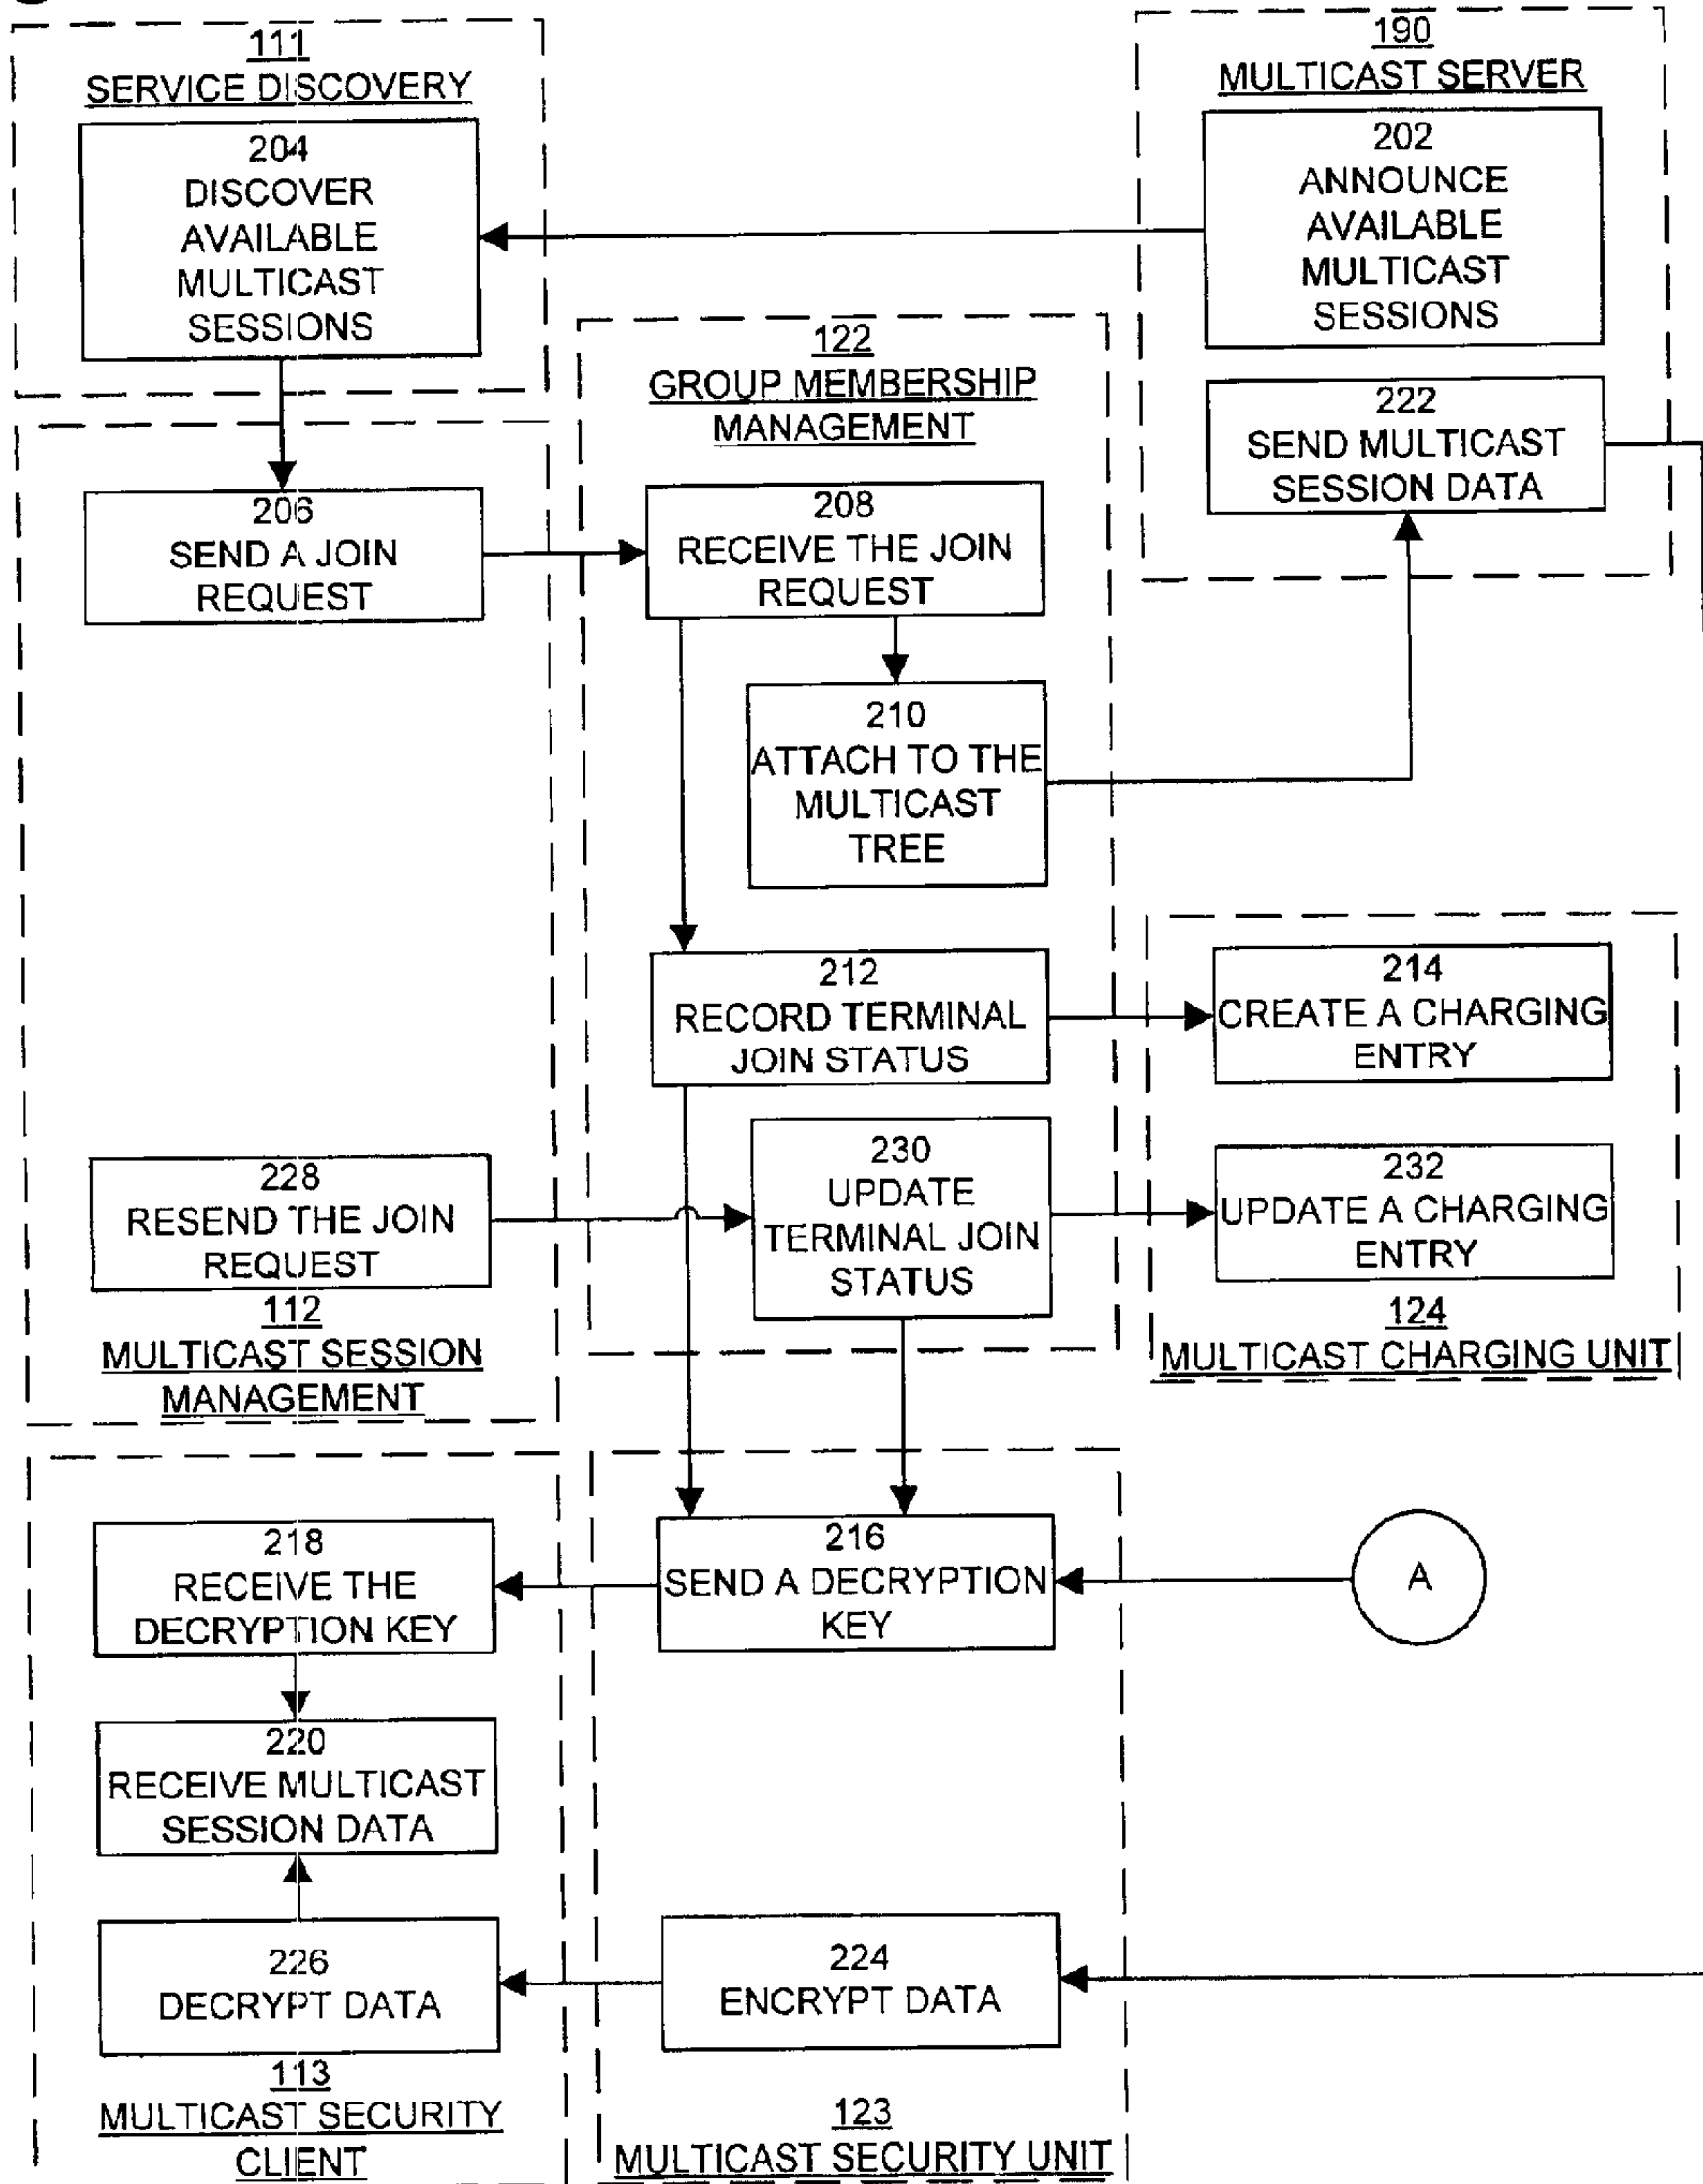 111
SERVICE DISCOVERY
204
DISCOVER
AVAILABLE
MULTICAST
SESSIONS
190
MULTICAST SERVER
202
ANNOUNCE
AVAILABLE
MULTICAST
SESSIONS
222
SEND MULTICAST
SESSION DATA
122
GROUP MEMBERSHIP
MANAGEMENT
206
SEND A JOIN
REQUEST
208
RECEIVE THE JOIN
REQUEST
210
ATTACH TO THE
MULTICAST
TREE
212
RECORD TERMINAL
JOIN STATUS
214
CREATE A CHARGING
ENTRY
228
RESEND THE JOIN
REQUEST
112
MULTICAST SESSION
MANAGEMENT
230
UPDATE
TERMINAL JOIN
STATUS
232
UPDATE A CHARGING
ENTRY
124
MULTICAST CHARGING UNIT
218
RECEIVE THE
DECRYPTION KEY
216
SEND A DECRYPTION
KEY
A
220
RECEIVE MULTICAST
SESSION DATA
226
DECRYPT DATA
224
ENCRYPT DATA
113
MULTICAST SECURITY
CLIENT
123
MULTICAST SECURITY UNIT